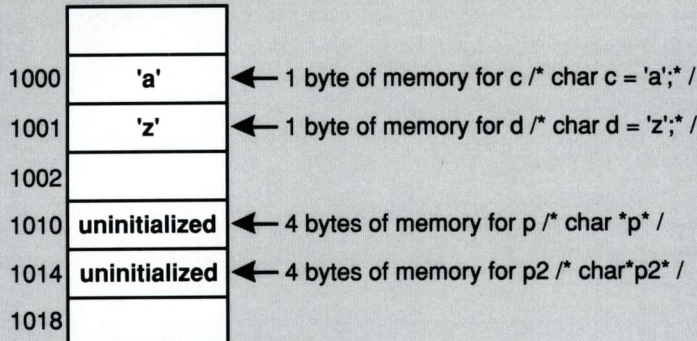 1000 'a' 1 byte of memory for c /* char c = 'a';* /
1001 'z' 1 byte of memory for d /* char d = 'z';* /
1002
1010 uninitialized 4 bytes of memory for p /* char *p* /
1014 uninitialized 4 bytes of memory for p2 /* char*p2* /
1018